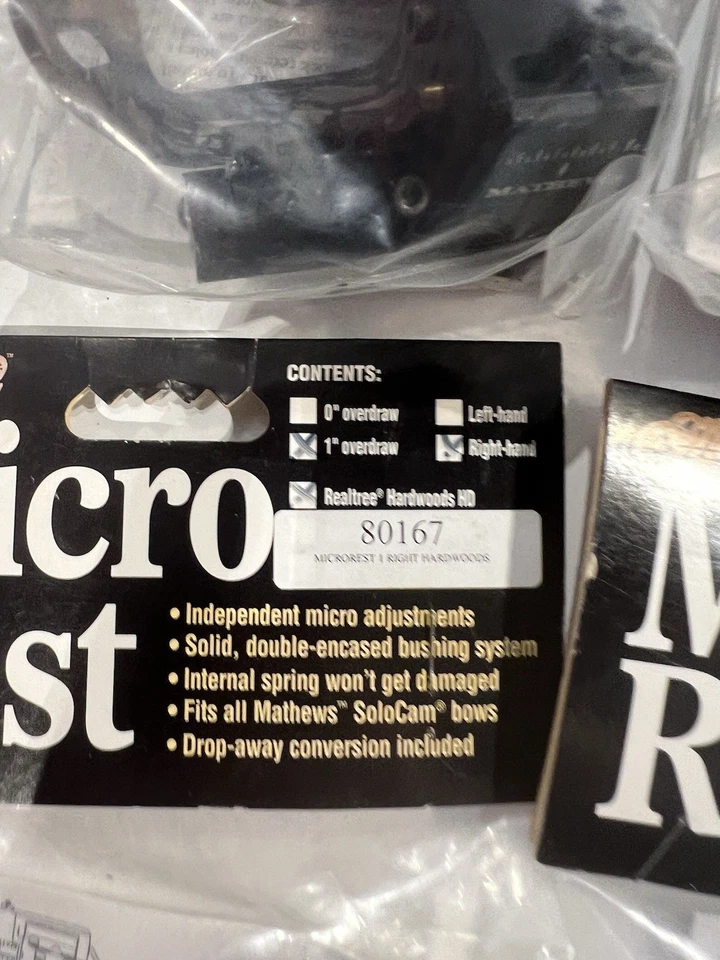 CONTENTS:
0" overdraw
Left-hand
1" overdraw
Right-hand
Realtree® Hardwoods HD
icro
80167
MICROREST 1 RIGHT HARDWOODS
st
• Independent micro adjustments
• Solid, double-encased bushing system
• Internal spring won't get damaged
• Fits all Mathews™ SoloCam® bows
• Drop-away conversion included
M
R